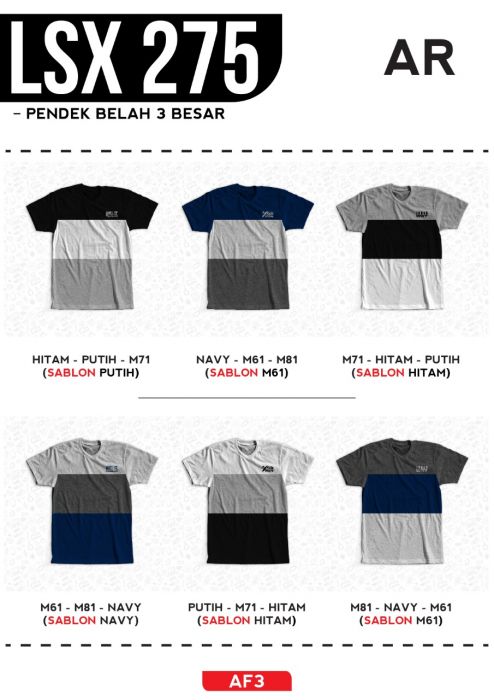 LSX 275
AR
– PENDEK BELAH 3 BESAR
HITAM - PUTIH - M71
(SABLON PUTIH)
NAVY - M61 - M81
(SABLON M61)
M71 - HITAM - PUTIH
(SABLON HITAM)
M61 - M81 - NAVY
(SABLON NAVY)
PUTIH - M71 - HITAM
(SABLON HITAM)
M81 - NAVY - M61
(SABLON M61)
AF3